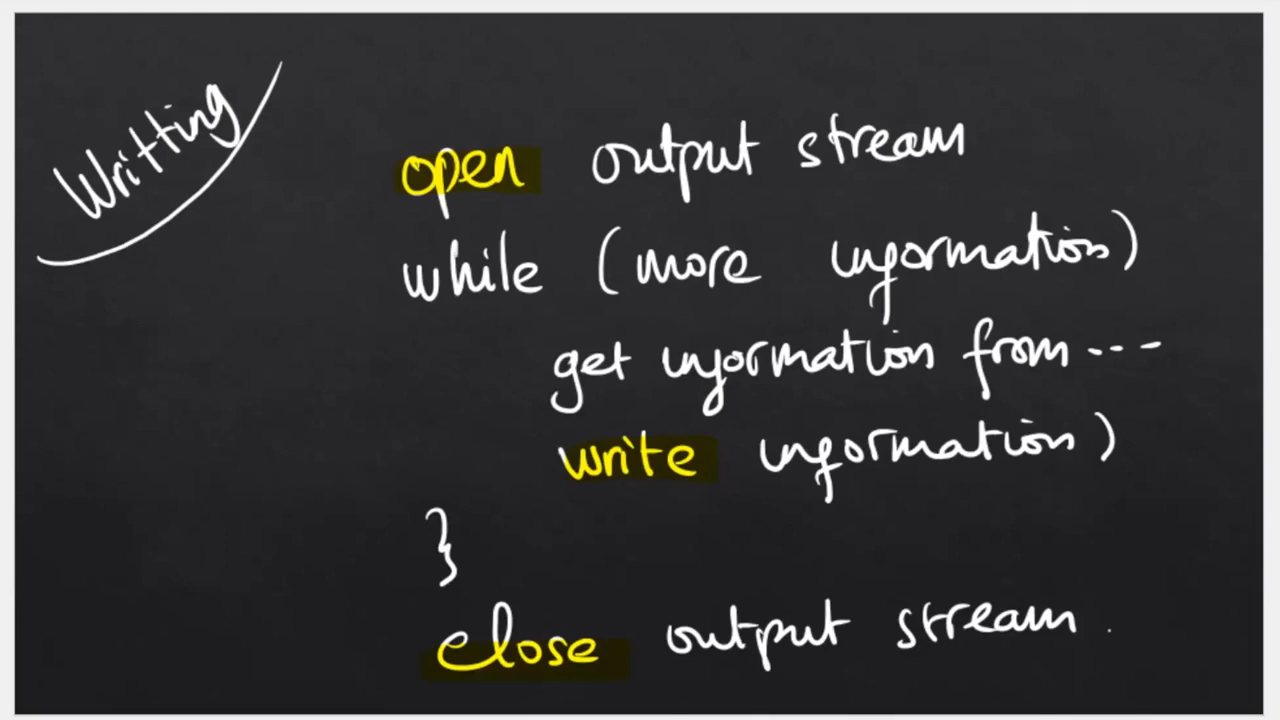 Writting
open output stream
while (more information)
get information from ---
write information)
}
close output stream.